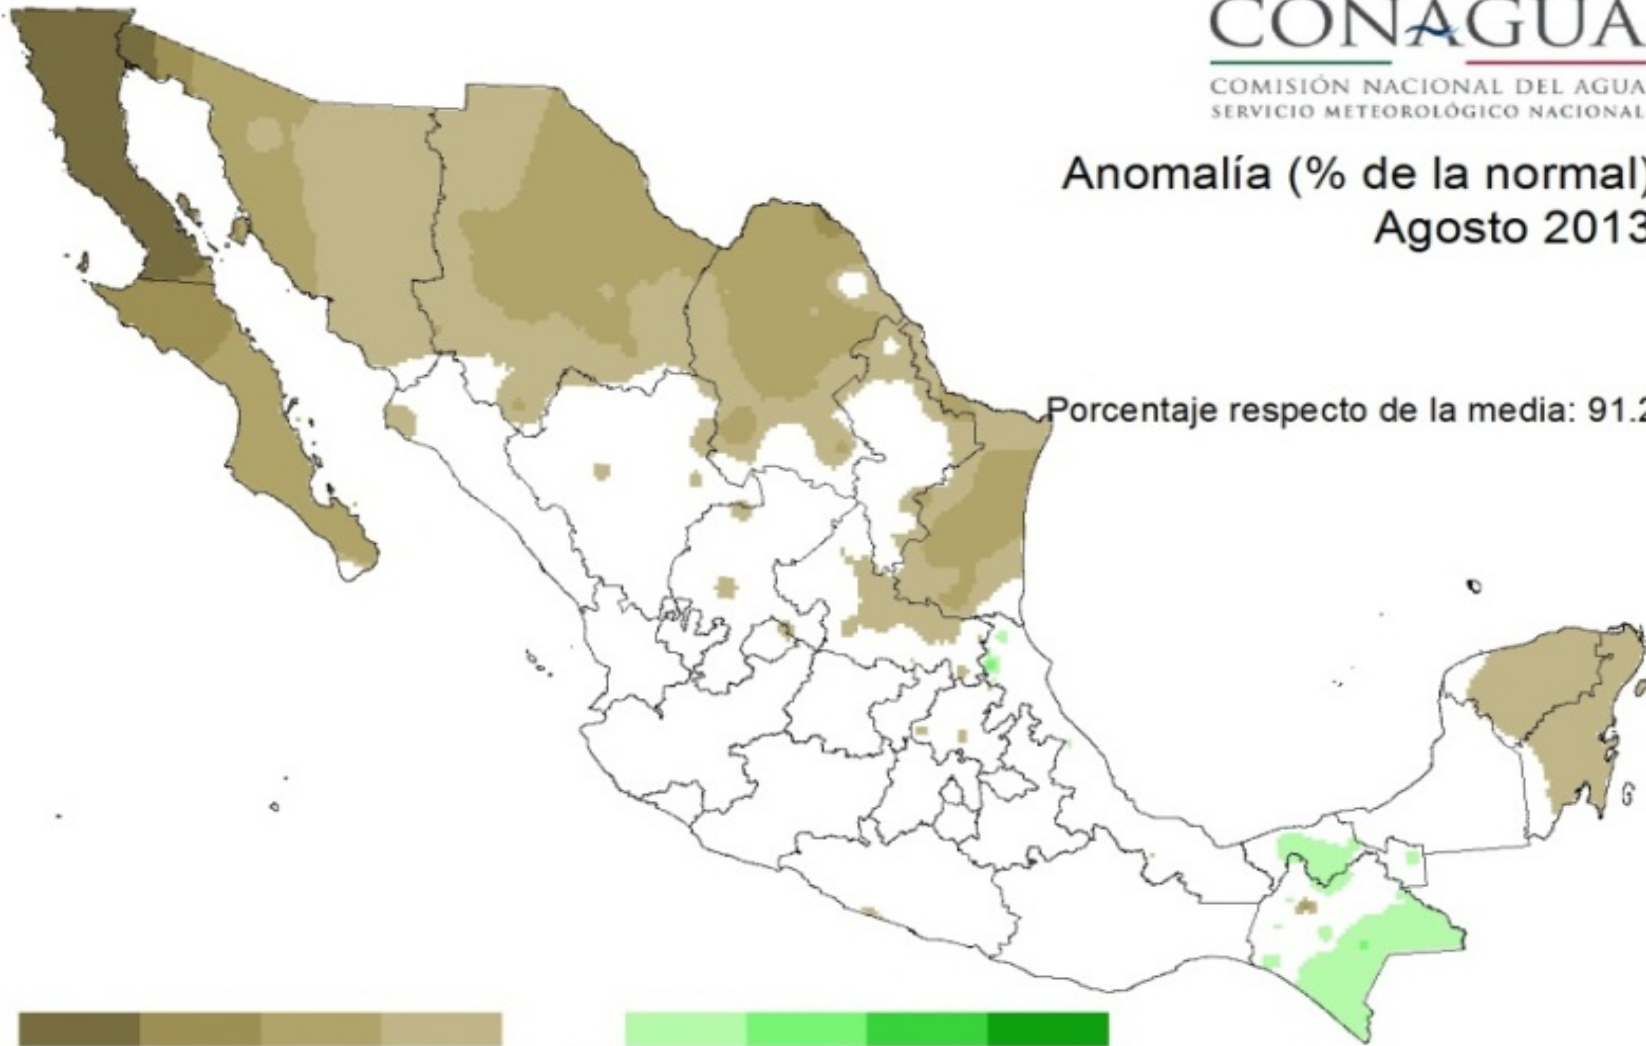 CONAGUA
COMISIÓN NACIONAL DEL AGUA
SERVICIO METEOROLÓGICO NACIONAL
Anomalía (% de la normal)
Agosto 2013
Porcentaje respecto de la media: 91.2